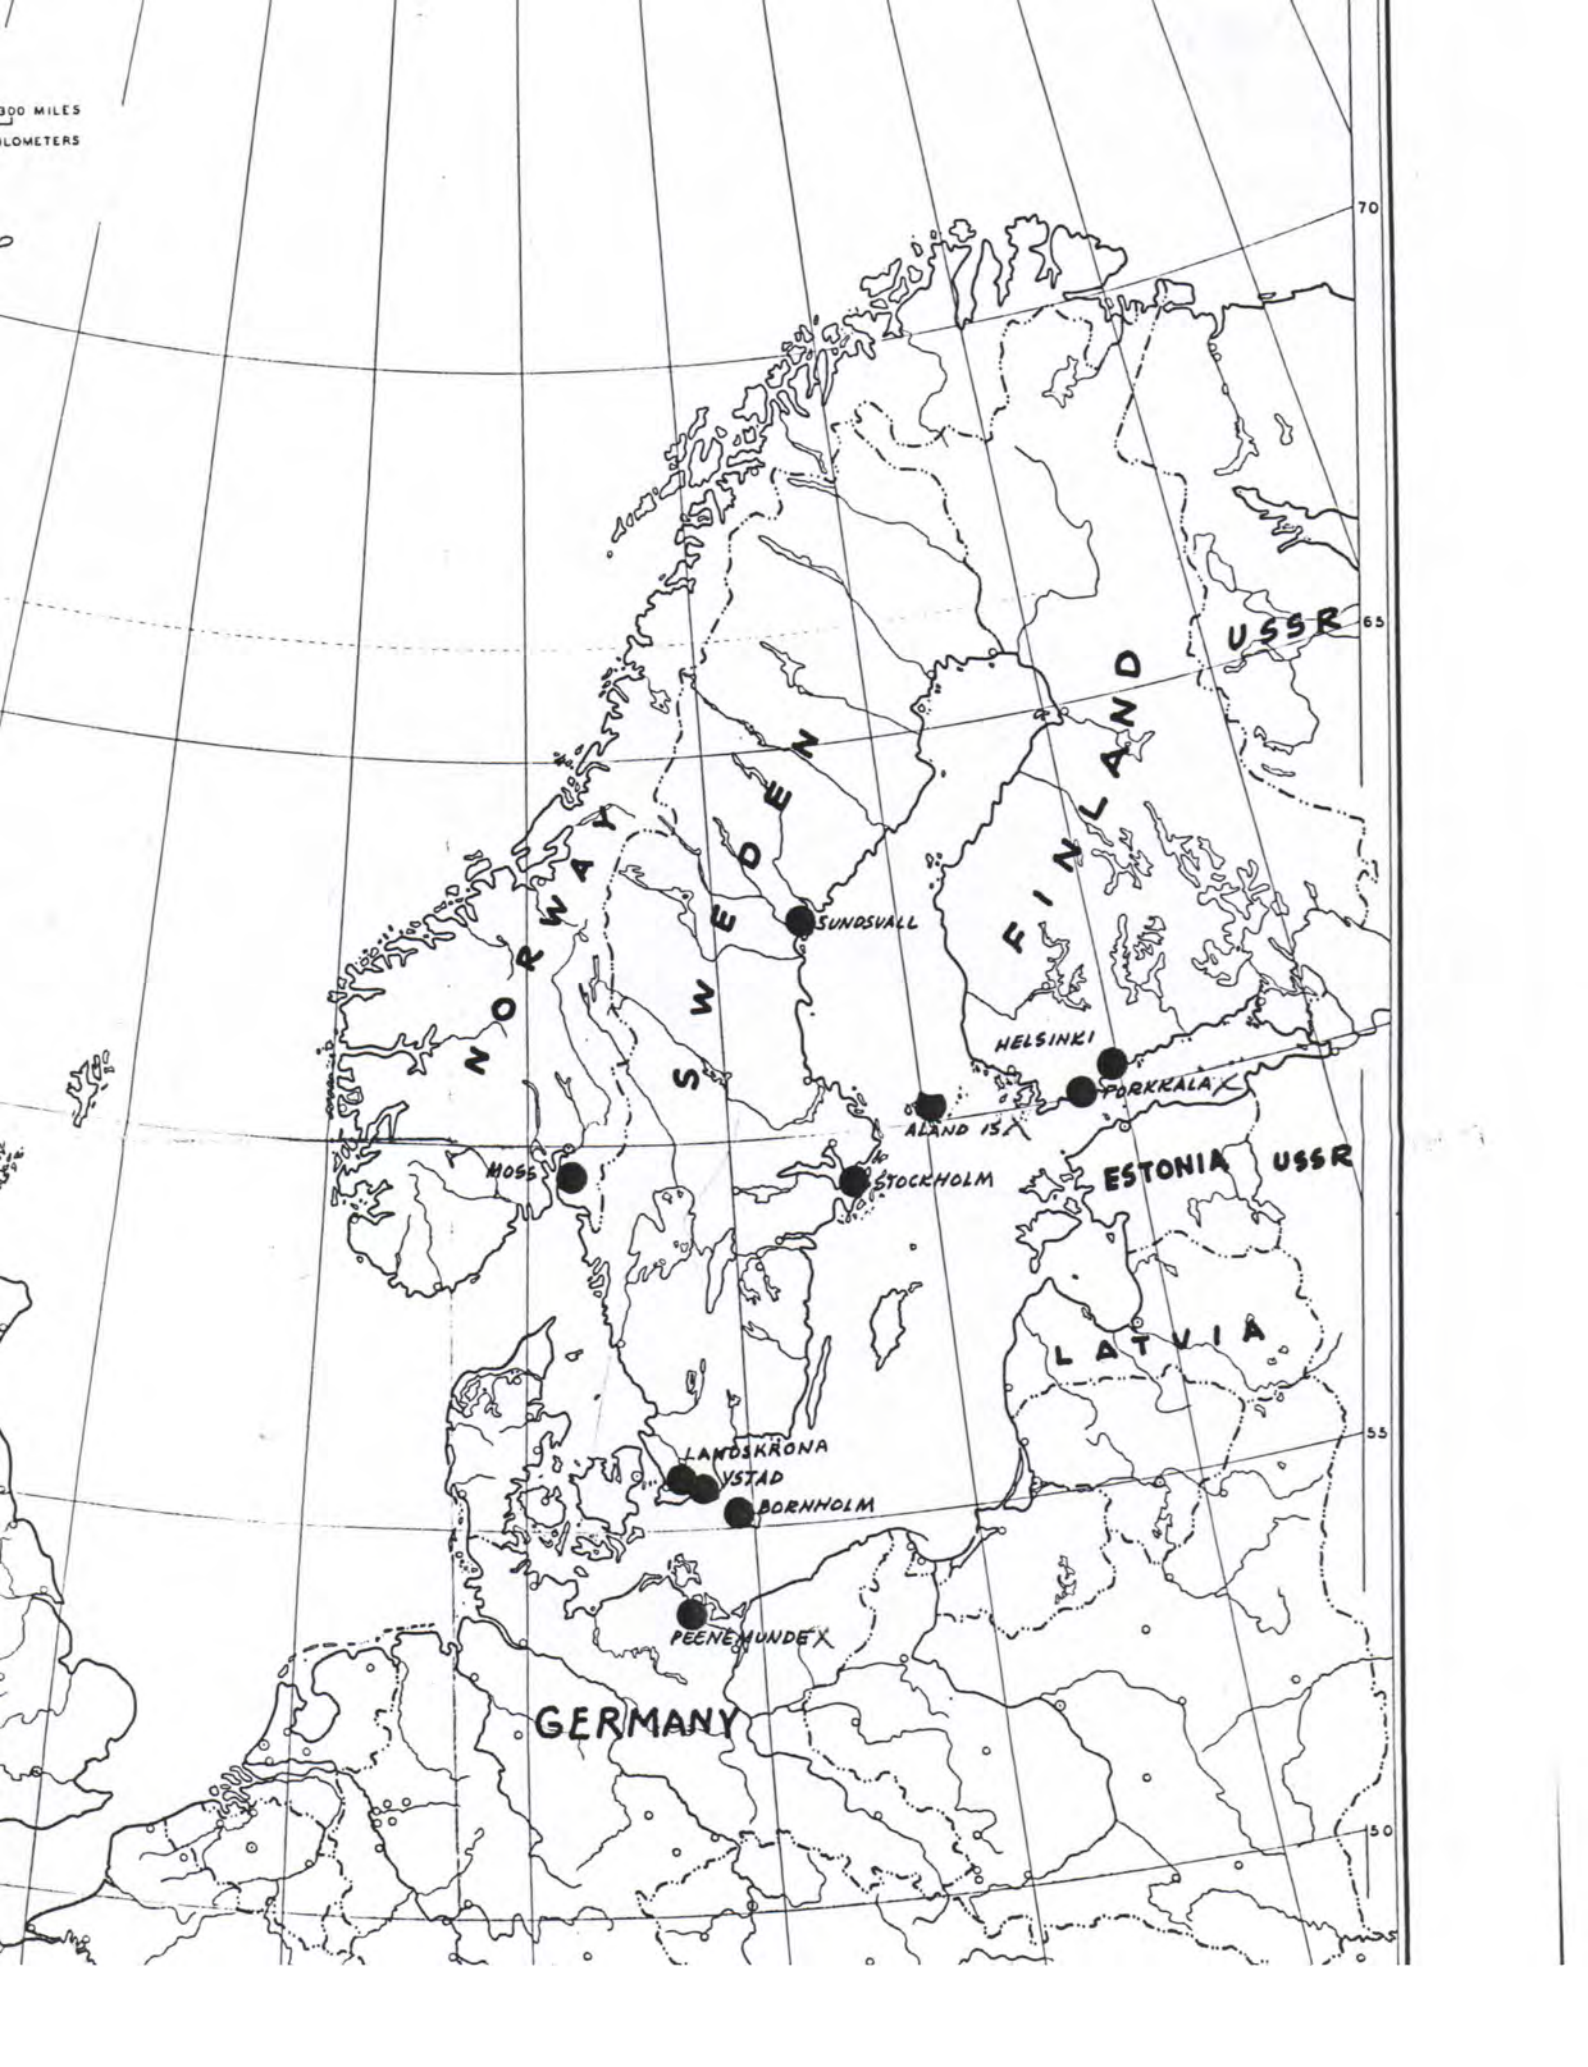 300 MILES
KILOMETERS
70
65
USSR
FINLAND
SWEDEN
NORWAY
SUNDSVALL
HELSINKI
PORKKALA X
ALAND IS X
MOSS
STOCKHOLM
ESTONIA
USSR
LATVIA
55
LANDSKRONA
YSTAD
BORNHOLM
PEENEMUNDE X
GERMANY
50